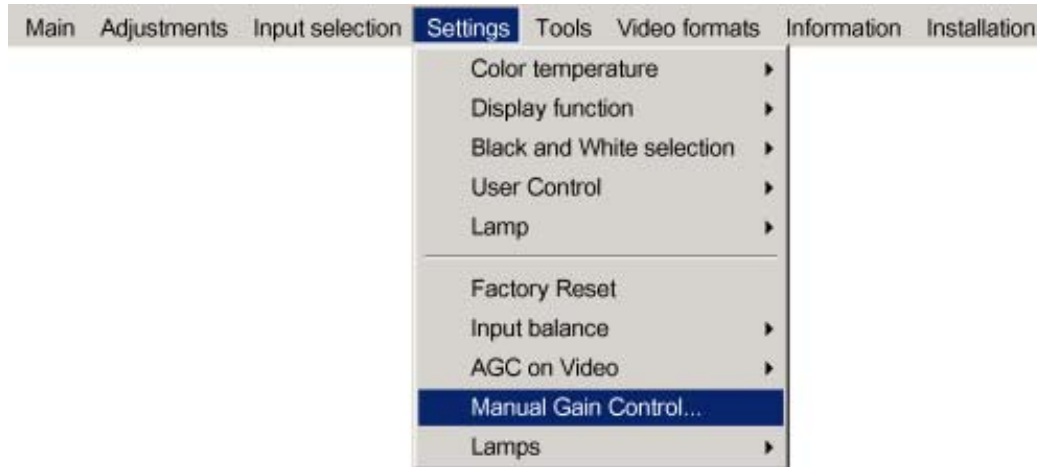 Main Adjustments Input selection Settings Tools Video formats Information Installation
Color temperature
Display function
Black and White selection
User Control
Lamp
Factory Reset
Input balance
AGC on Video
Manual Gain Control...
Lamps